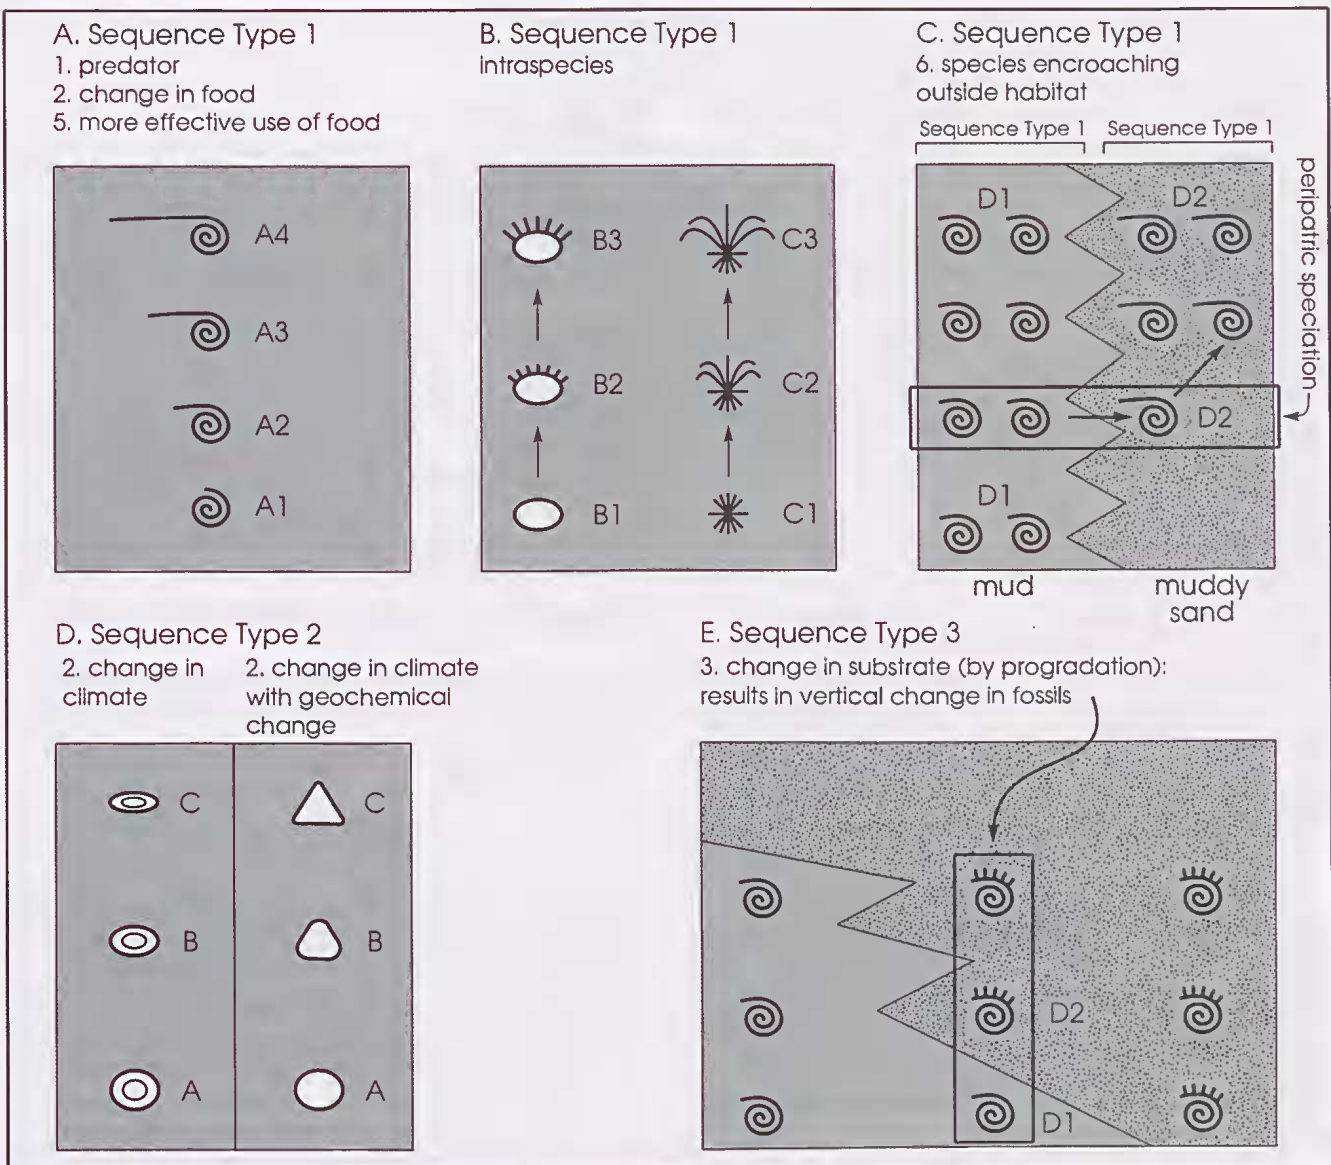 A. Sequence Type 1
1. predator
2. change in food
5. more effective use of food
A4
A3
A2
A1
B. Sequence Type 1
intraspecies
B3
C3
B2
C2
B1
C1
C. Sequence Type 1
6. species encroaching
outside habitat
Sequence Type 1
Sequence Type 1
D1
D2
D2
D1
peripatric speciation
mud
muddy
sand
D. Sequence Type 2
2. change in
climate
2. change in climate
with geochemical
change
C
C
B
B
A
A
E. Sequence Type 3
3. change in substrate (by progradation):
results in vertical change in fossils
D2
D1